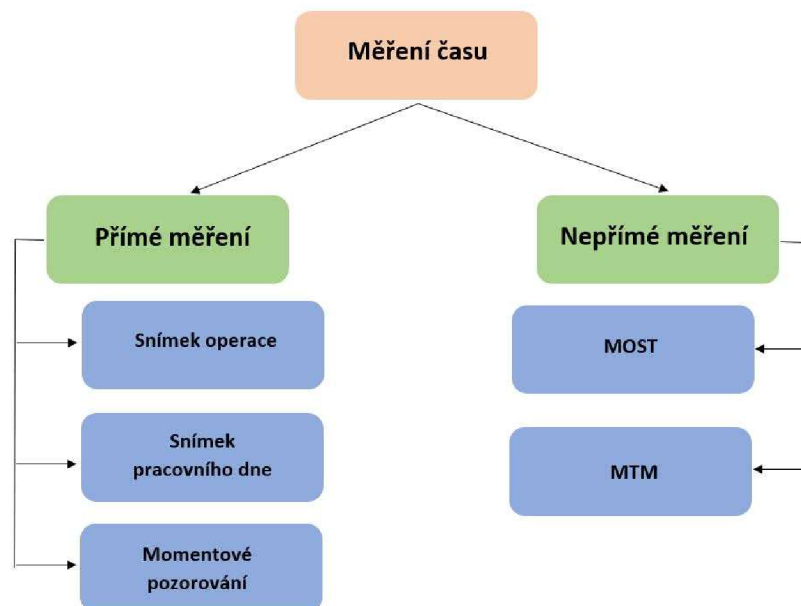 Měření času
Přímé měření
Nepřímé měření
Snímek operace
MOST
Snímek
pracovního dne
MTM
Momentové
pozorování